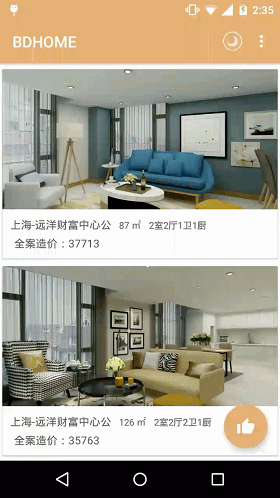 2:35
BDHOME
上海-远洋财富中心公 87 ㎡ 2室2厅1卫1厨
全案造价：37713
上海-远洋财富中心公 126 ㎡ 2室2厅2卫1厨
全案造价：35763